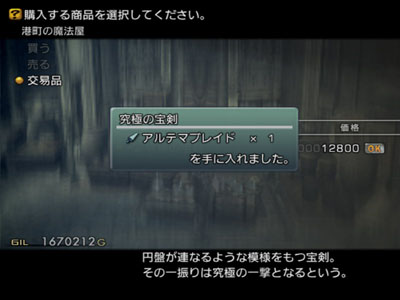 購入する商品を選択してください。
港町の魔法屋
買う
売る
交易品
究極の宝剣
アルテマブレイド × 1
を手に入れました。
価格
12800 OK
GIL 1670212G
円盤が連なるような模様をもつ宝剣。
その一振りは究極の一撃となるという。